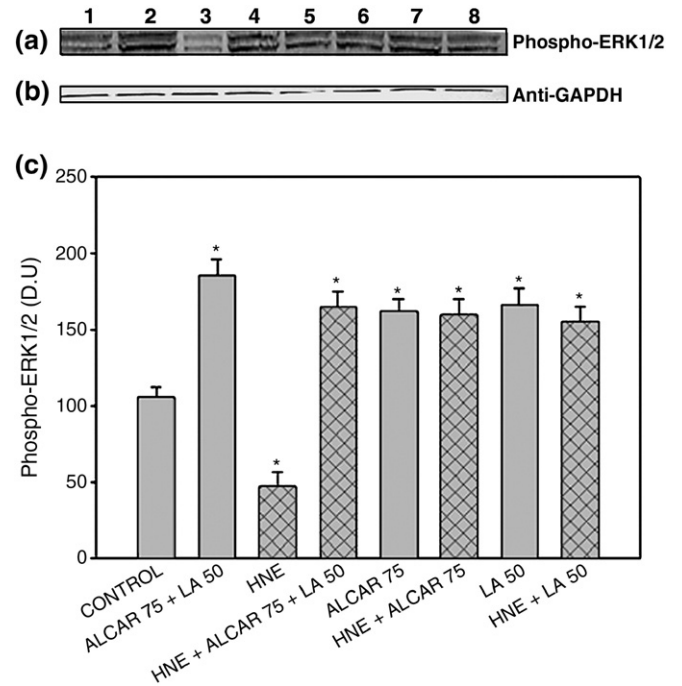 1 2 3 4 5 6 7 8
(a) Phospho-ERK1/2
(b) Anti-GAPDH
(c)
250
200
150
100
50
0
Phospho-ERK1/2 (D.U)
* * * * * * *
CONTROL
ALCAR 75 + LA 50
HNE
HNE + ALCAR 75 + LA 50
ALCAR 75
HNE + ALCAR 75
LA 50
HNE + LA 50